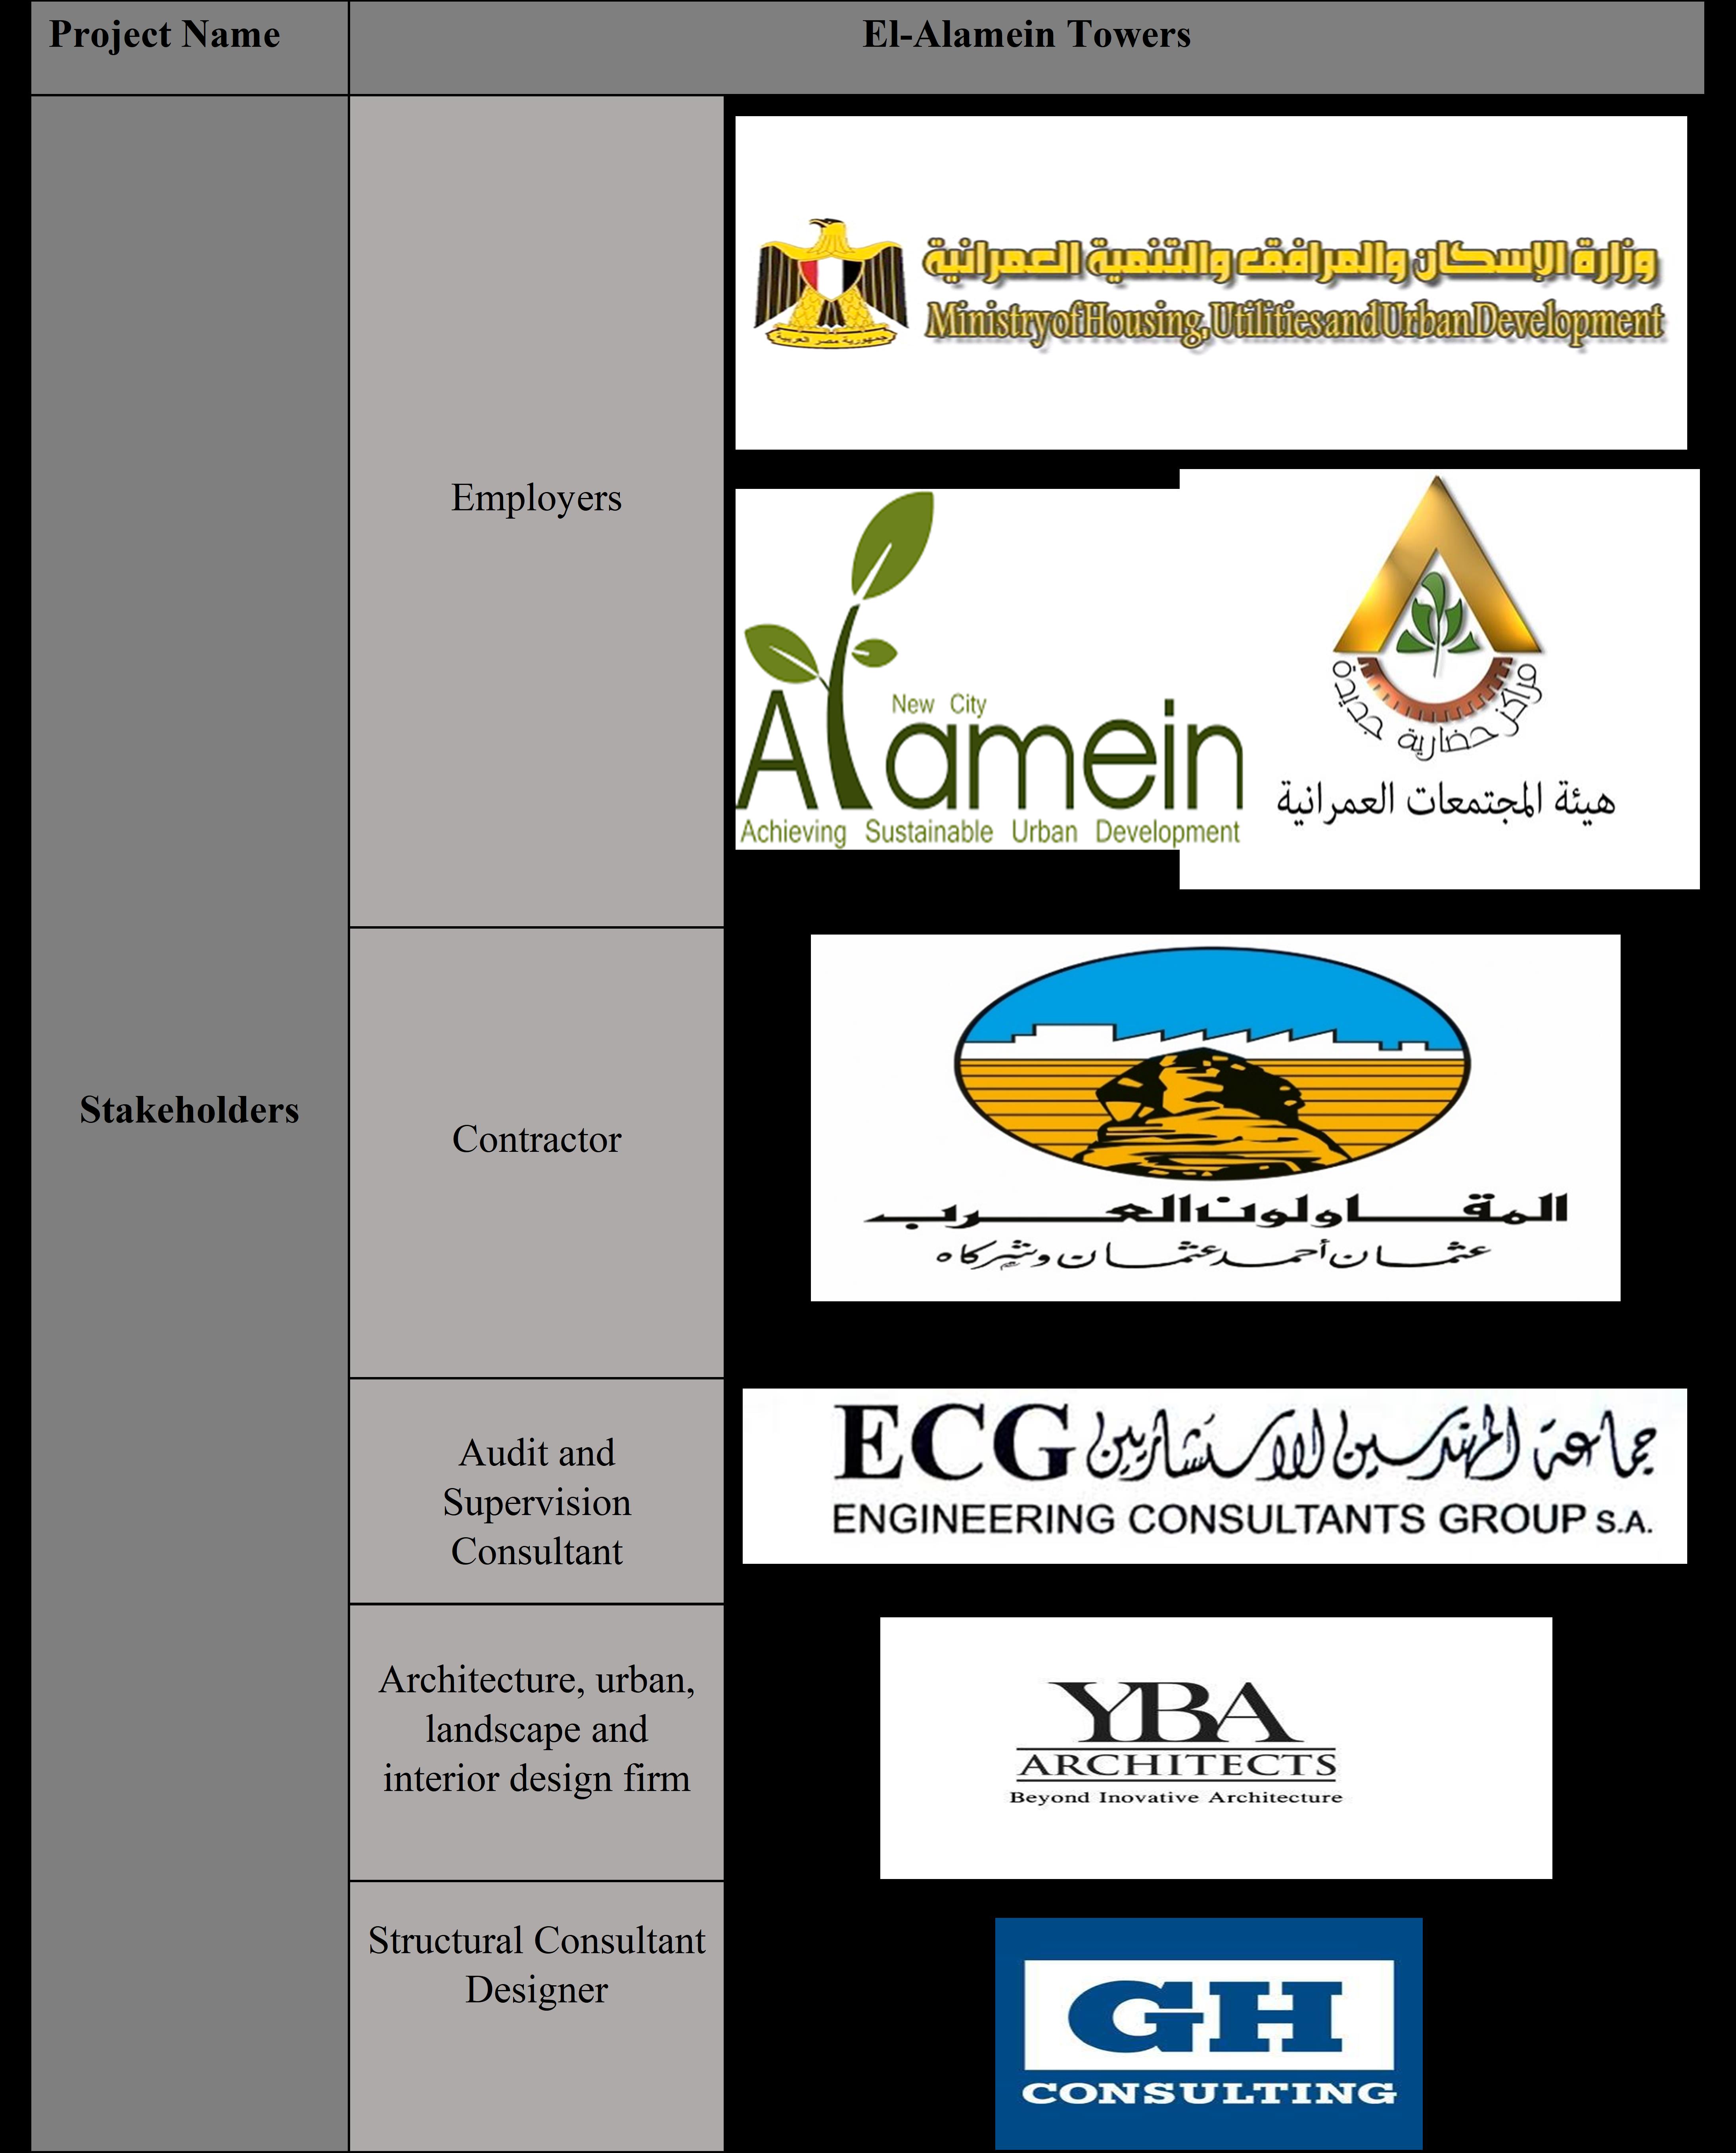 Project Name
El-Alamein Towers
Stakeholders
Employers
وزارة الإسكان والمرافق والتنمية العمرانية
Ministry of Housing, Utilities and Urban Development
جمهورية مصر العربية
New City
Alamein
Achieving Sustainable Urban Development
مراكز حضارية جديدة
هيئة المجتمعات العمرانية
Contractor
المقاولون العرب
عثمان أحمد عثمان وشركاه
Audit and
Supervision
Consultant
ECG جماعة المهندسين الاستشاريين
ENGINEERING CONSULTANTS GROUP S.A.
Architecture, urban,
landscape and
interior design firm
YBA
ARCHITECTS
Beyond Inovative Architecture
Structural Consultant
Designer
GH
CONSULTING